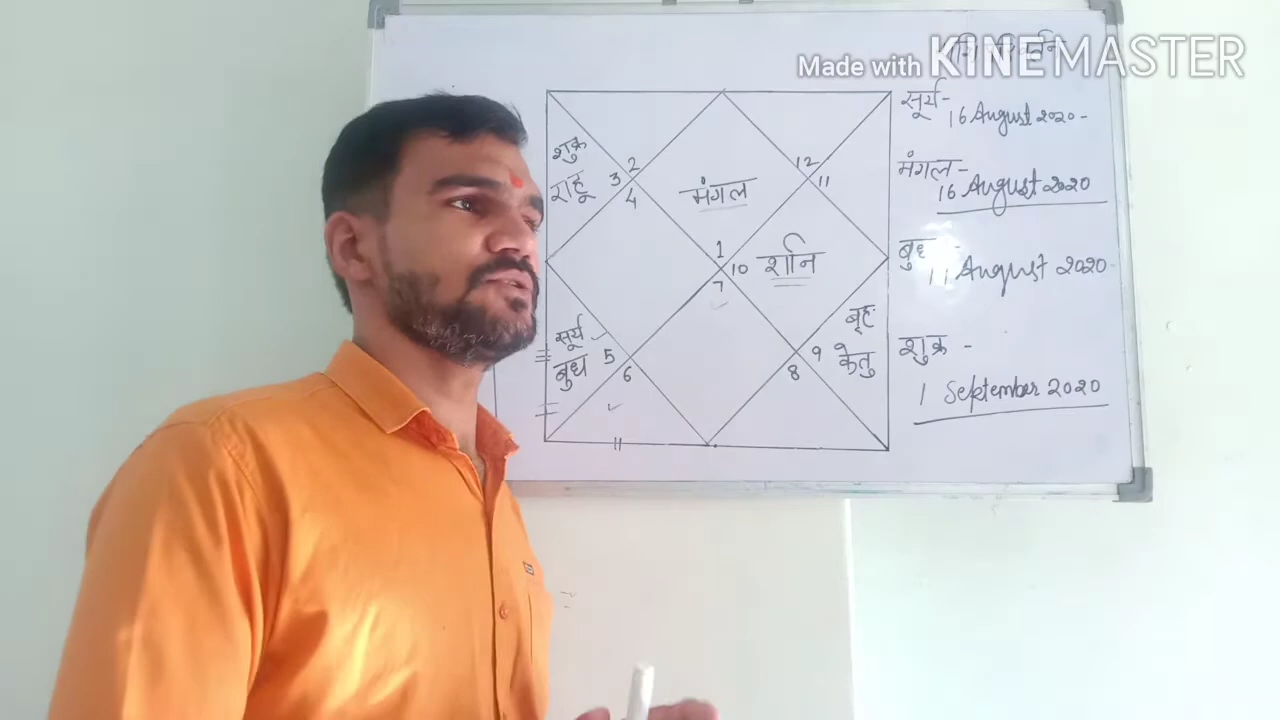 Made with KINEMASTER
सूर्य-
16 August 2020-
मंगल-
16 August 2020
बुध -
11 August 2020-
शुक्र -
1 September 2020
शुक्र
राहू
2
3
4
मंगल
12
11
1
10 शनि
7
सूर्य
बुध
5
6
बृह
केतु
9
8